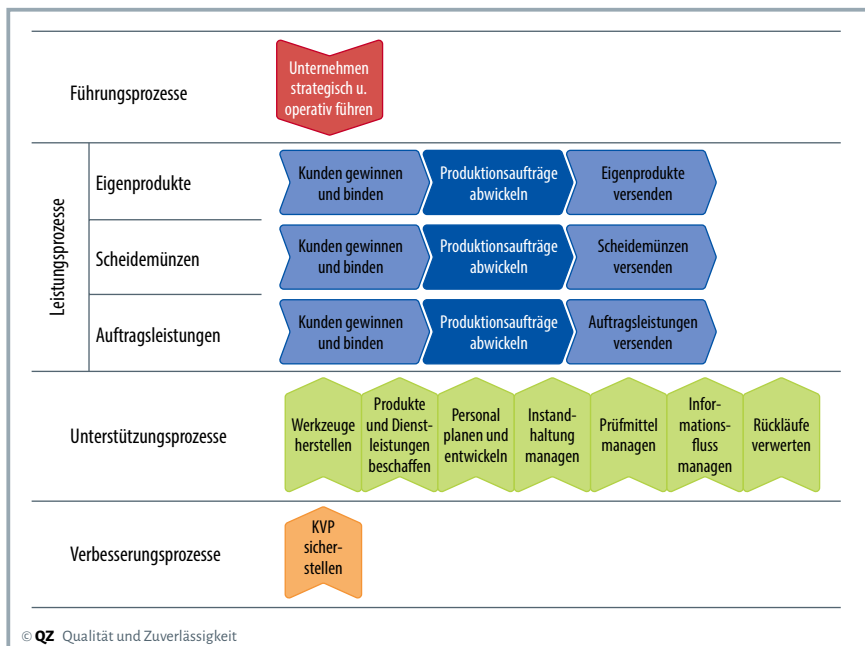 Führungsprozesse
Unternehmen
strategisch u.
operativ führen
Leistungsprozesse
Eigenprodukte
Kunden gewinnen
und binden
Produktionsaufträge
abwickeln
Eigenprodukte
versenden
Scheidemünzen
Kunden gewinnen
und binden
Produktionsaufträge
abwickeln
Scheidemünzen
versenden
Auftragsleistungen
Kunden gewinnen
und binden
Produktionsaufträge
abwickeln
Auftragsleistungen
versenden
Unterstützungsprozesse
Werkzeuge
herstellen
Produkte
und Dienst-
leistungen
beschaffen
Personal
planen und
entwickeln
Instand-
haltung
managen
Prüfmittel
managen
Infor-
mations-
fluss
managen
Rückläufe
verwerten
Verbesserungsprozesse
KVP
sicher-
stellen
© QZ Qualität und Zuverlässigkeit